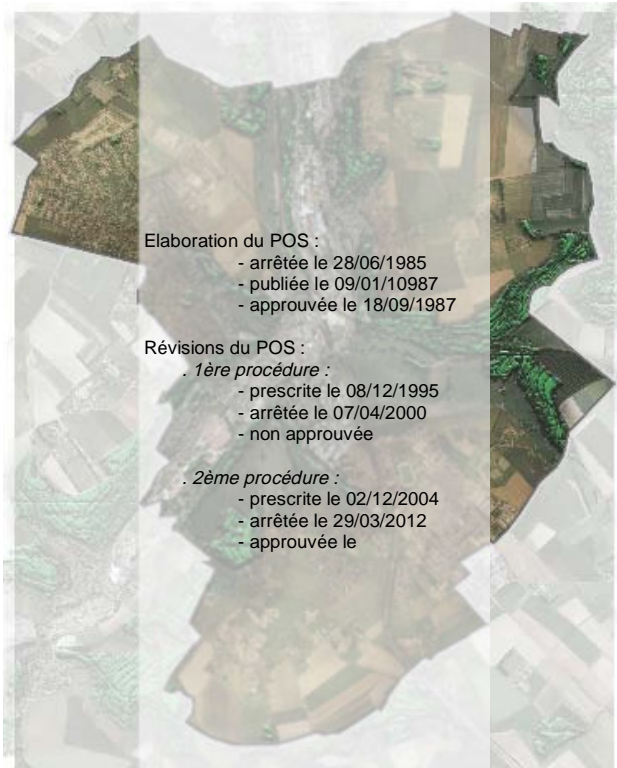 Elaboration du POS :
- arrêtée le 28/06/1985
- publiée le 09/01/10987
- approuvée le 18/09/1987
Révisions du POS :
. 1ère procédure :
- prescrite le 08/12/1995
- arrêtée le 07/04/2000
- non approuvée
. 2ème procédure :
- prescrite le 02/12/2004
- arrêtée le 29/03/2012
- approuvée le